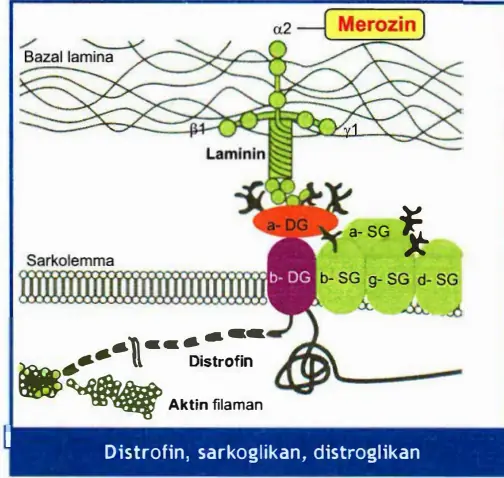 α2
Merozin
Bazal lamina
β1
γ1
Laminin
a- DG
a- SG
Sarkolemma
b- DG
b- SG
g- SG
d- SG
Distrofin
Aktin filaman
Distrofin, sarkoglikan, distroglikan